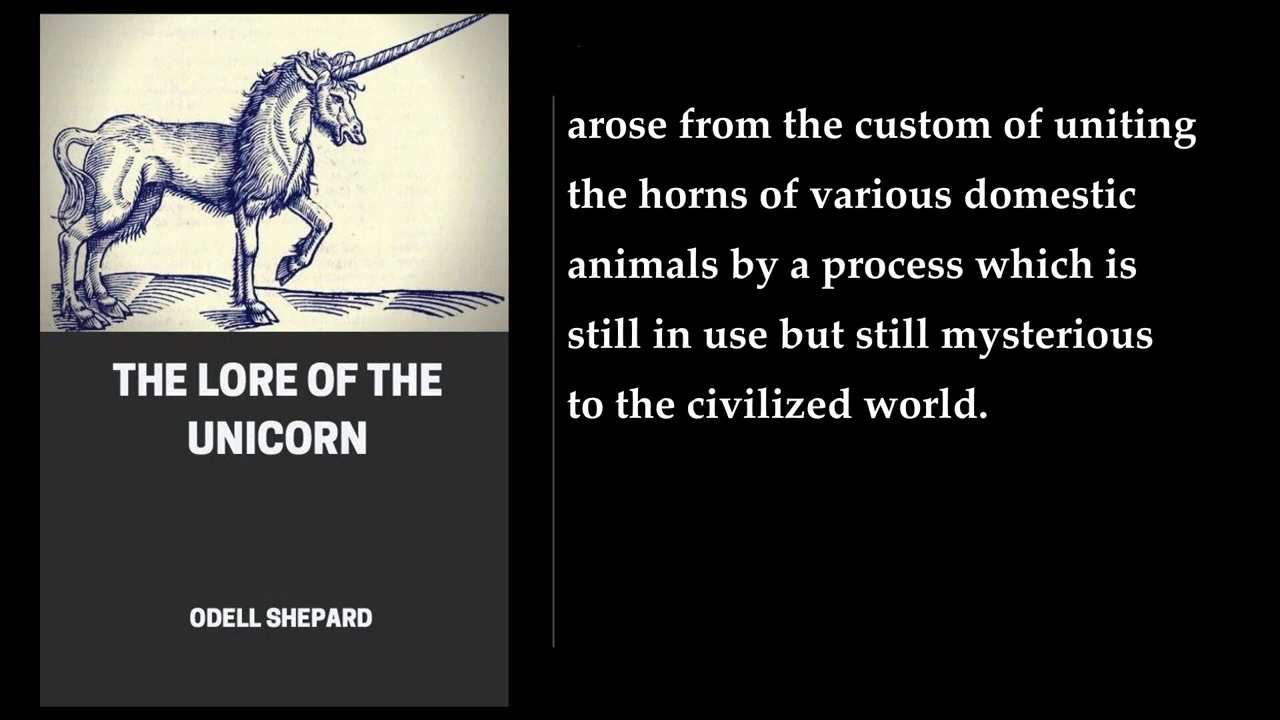 THE LORE OF THE
UNICORN
ODELL SHEPARD
arose from the custom of uniting
the horns of various domestic
animals by a process which is
still in use but still mysterious
to the civilized world.